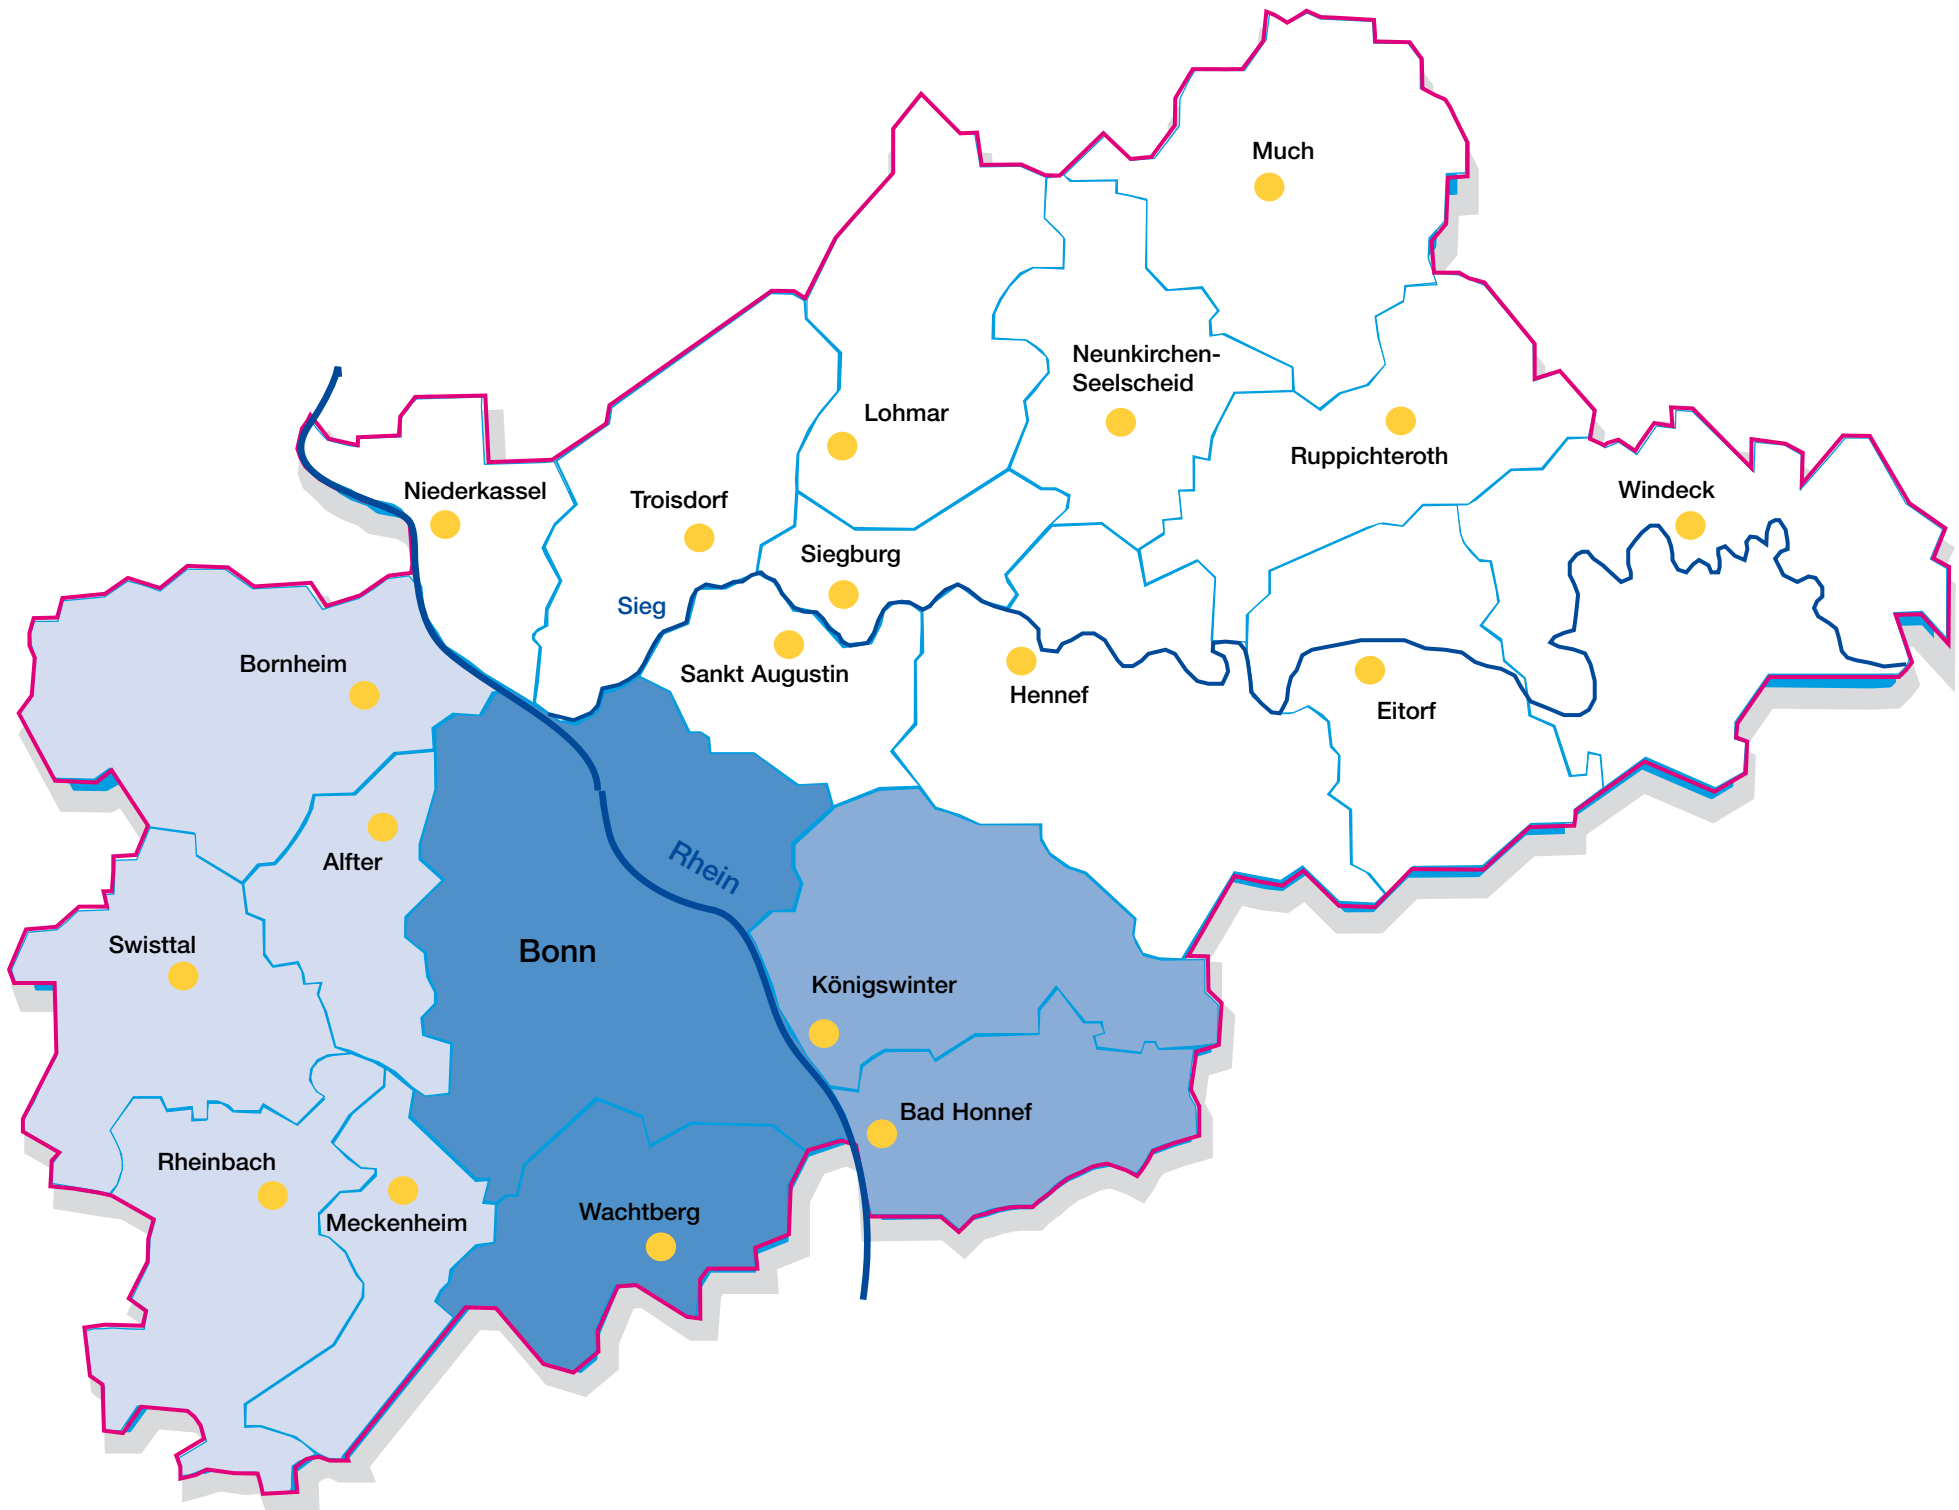 Much
Neunkirchen-
Seelscheid
Lohmar
Ruppichteroth
Windeck
Niederkassel
Troisdorf
Siegburg
Sieg
Bornheim
Sankt Augustin
Hennef
Eitorf
Alfter
Rhein
Swisttal
Bonn
Königswinter
Bad Honnef
Rheinbach
Meckenheim
Wachtberg